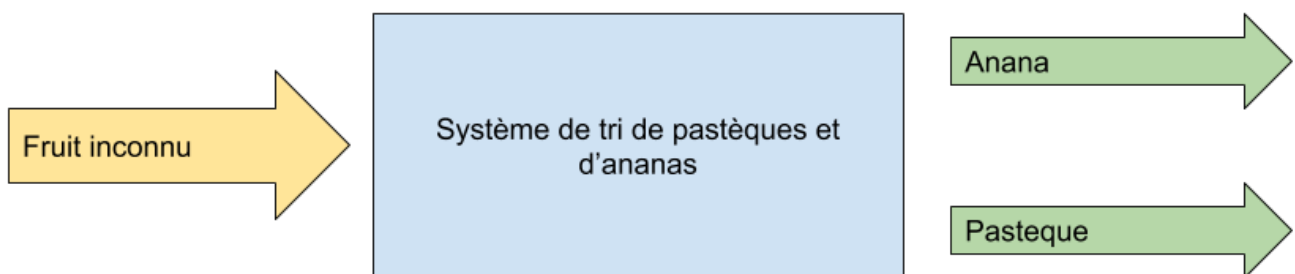 Fruit inconnu
Système de tri de pastèques et
d'ananas
Anana
Pasteque